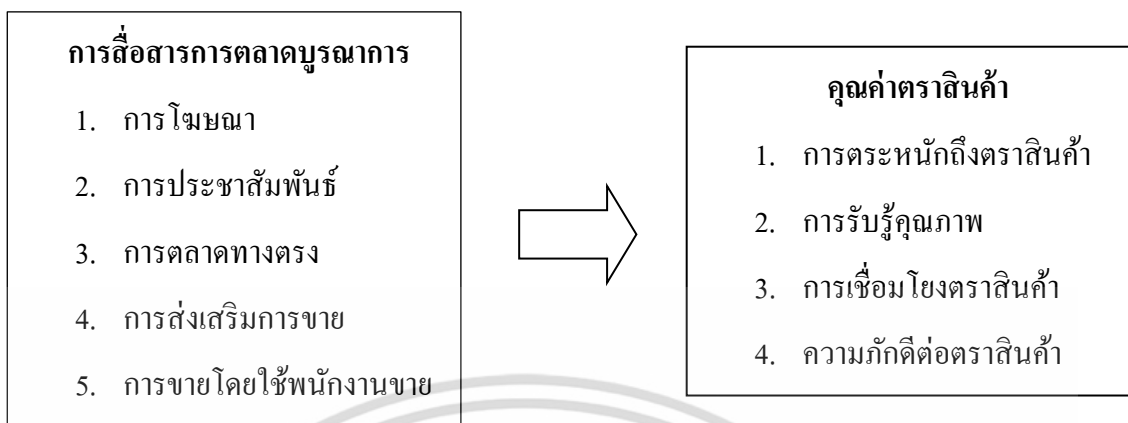 การสื่อสารการตลาดบูรณาการ
1. การโฆษณา
2. การประชาสัมพันธ์
3. การตลาดทางตรง
4. การส่งเสริมการขาย
5. การขายโดยใช้พนักงานขาย
คุณค่าตราสินค้า
1. การตระหนักถึงตราสินค้า
2. การรับรู้คุณภาพ
3. การเชื่อมโยงตราสินค้า
4. ความภักดีต่อตราสินค้า